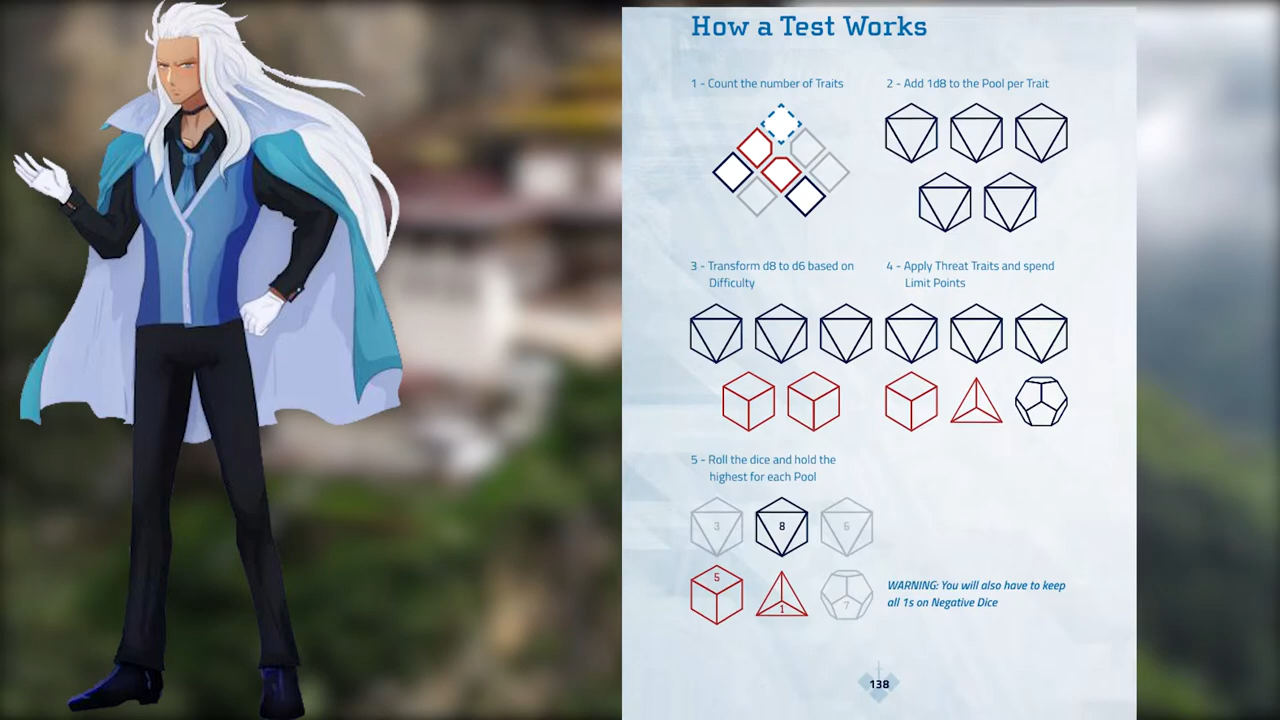 How a Test Works
1 - Count the number of Traits
2 - Add 1d8 to the Pool per Trait
3 - Transform d8 to d6 based on
Difficulty
4 - Apply Threat Traits and spend
Limit Points
5 - Roll the dice and hold the
highest for each Pool
3
8
6
5
1
7
WARNING: You will also have to keep
all 1s on Negative Dice
138